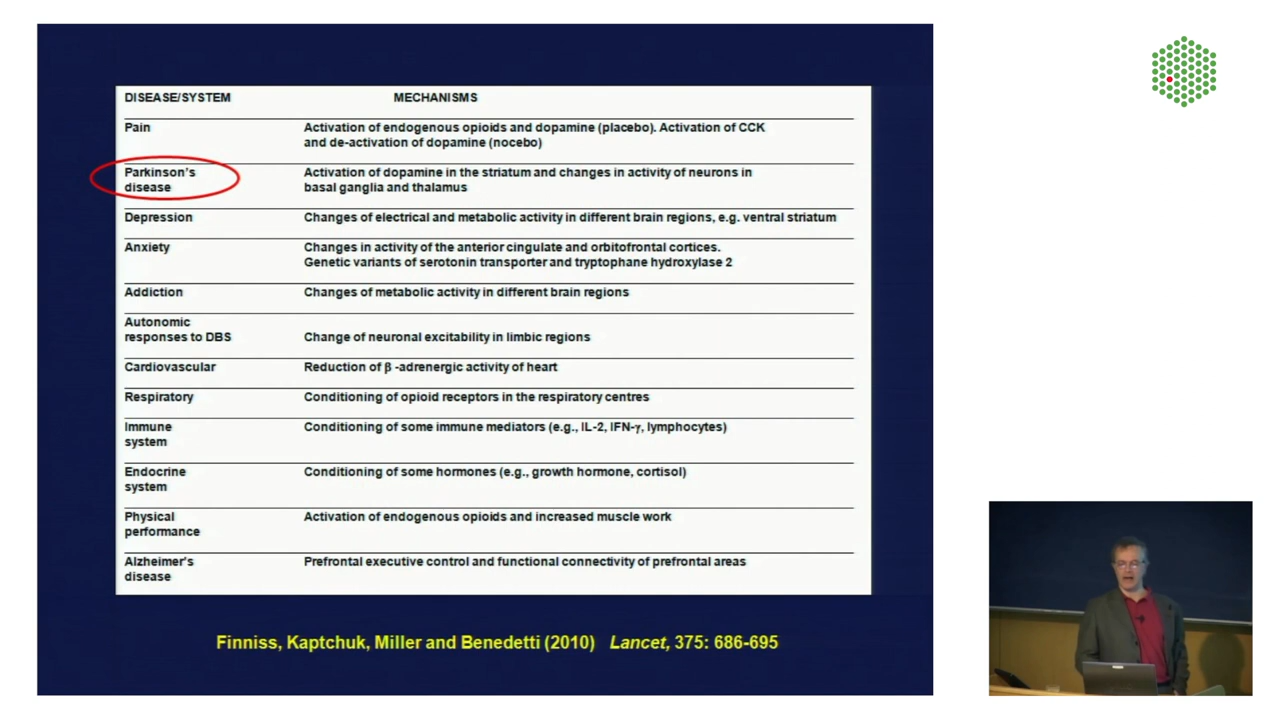 DISEASE/SYSTEM MECHANISMS
Pain Activation of endogenous opioids and dopamine (placebo). Activation of CCK
and de-activation of dopamine (nocebo)
Parkinson's Activation of dopamine in the striatum and changes in activity of neurons in
disease basal ganglia and thalamus
Depression Changes of electrical and metabolic activity in different brain regions, e.g. ventral striatum
Anxiety Changes in activity of the anterior cingulate and orbitofrontal cortices.
Genetic variants of serotonin transporter and tryptophane hydroxylase 2
Addiction Changes of metabolic activity in different brain regions
Autonomic
responses to DBS Change of neuronal excitability in limbic regions
Cardiovascular Reduction of β -adrenergic activity of heart
Respiratory Conditioning of opioid receptors in the respiratory centres
Immune Conditioning of some immune mediators (e.g., IL-2, IFN-γ, lymphocytes)
system
Endocrine Conditioning of some hormones (e.g., growth hormone, cortisol)
system
Physical Activation of endogenous opioids and increased muscle work
performance
Alzheimer's Prefrontal executive control and functional connectivity of prefrontal areas
disease
Finniss, Kaptchuk, Miller and Benedetti (2010) Lancet, 375: 686-695